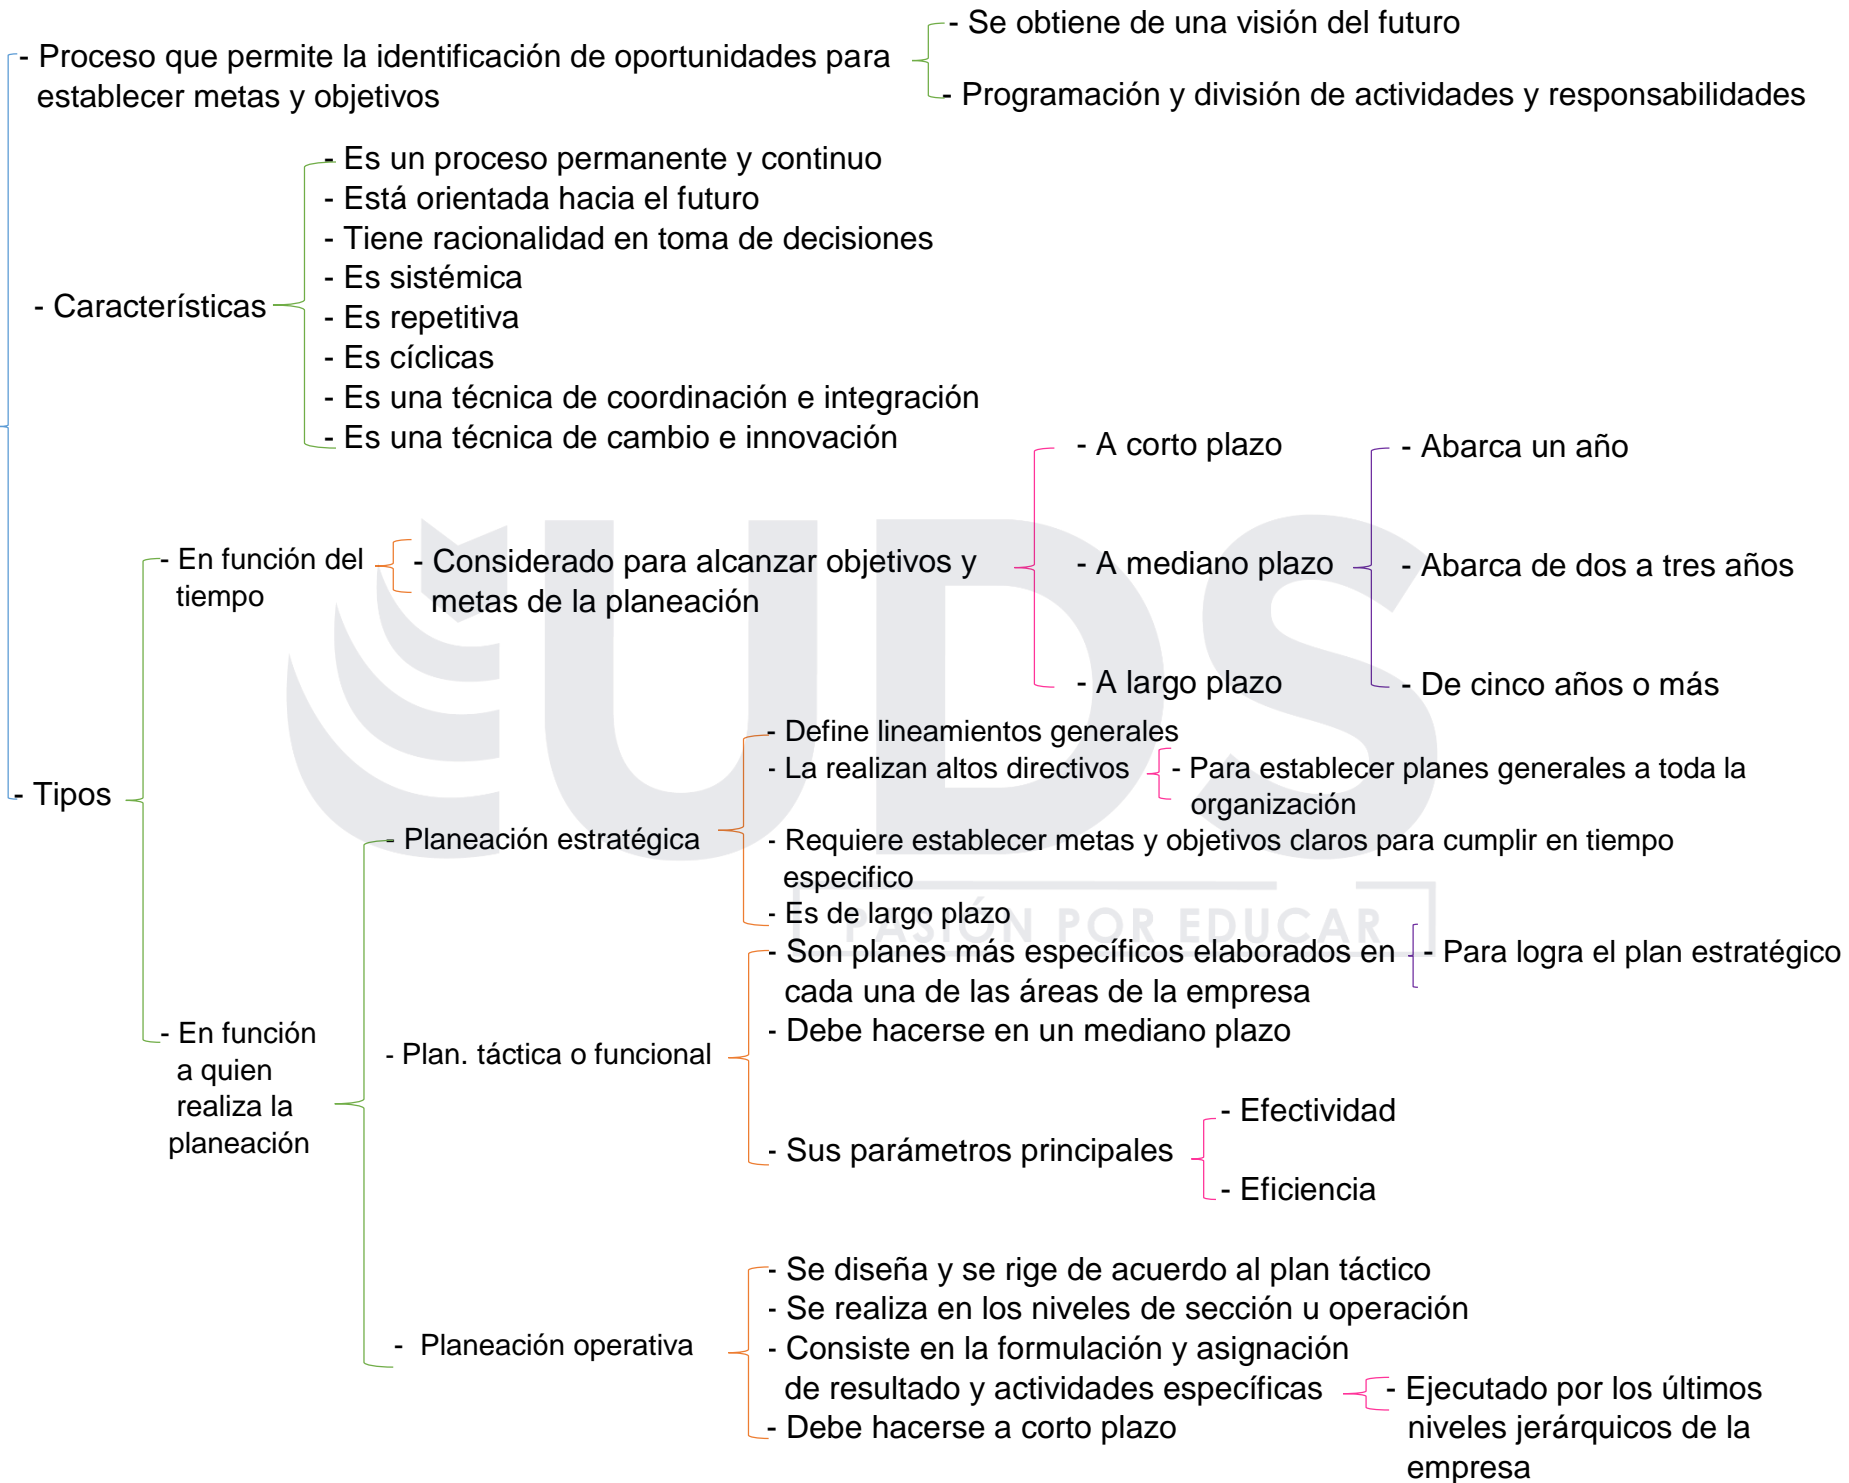 - Se obtiene de una visión del futuro
- Proceso que permite la identificación de oportunidades para
establecer metas y objetivos
- Programación y división de actividades y responsabilidades
- Características
- Es un proceso permanente y continuo
- Está orientada hacia el futuro
- Tiene racionalidad en toma de decisiones
- Es sistémica
- Es repetitiva
- Es cíclicas
- Es una técnica de coordinación e integración
- Es una técnica de cambio e innovación
- Tipos
- En función del
tiempo
- Considerado para alcanzar objetivos y
metas de la planeación
- A corto plazo
- Abarca un año
- A mediano plazo
- Abarca de dos a tres años
- A largo plazo
- De cinco años o más
- En función
a quien
realiza la
planeación
- Planeación estratégica
- Define lineamientos generales
- La realizan altos directivos
- Para establecer planes generales a toda la
organización
- Requiere establecer metas y objetivos claros para cumplir en tiempo
especifico
- Es de largo plazo
- Plan. táctica o funcional
- Son planes más específicos elaborados en
cada una de las áreas de la empresa
- Para logra el plan estratégico
- Debe hacerse en un mediano plazo
- Sus parámetros principales
- Efectividad
- Eficiencia
- Planeación operativa
- Se diseña y se rige de acuerdo al plan táctico
- Se realiza en los niveles de sección u operación
- Consiste en la formulación y asignación
de resultado y actividades específicas
- Ejecutado por los últimos
niveles jerárquicos de la
empresa
- Debe hacerse a corto plazo
UDS
PASIÓN POR EDUCAR